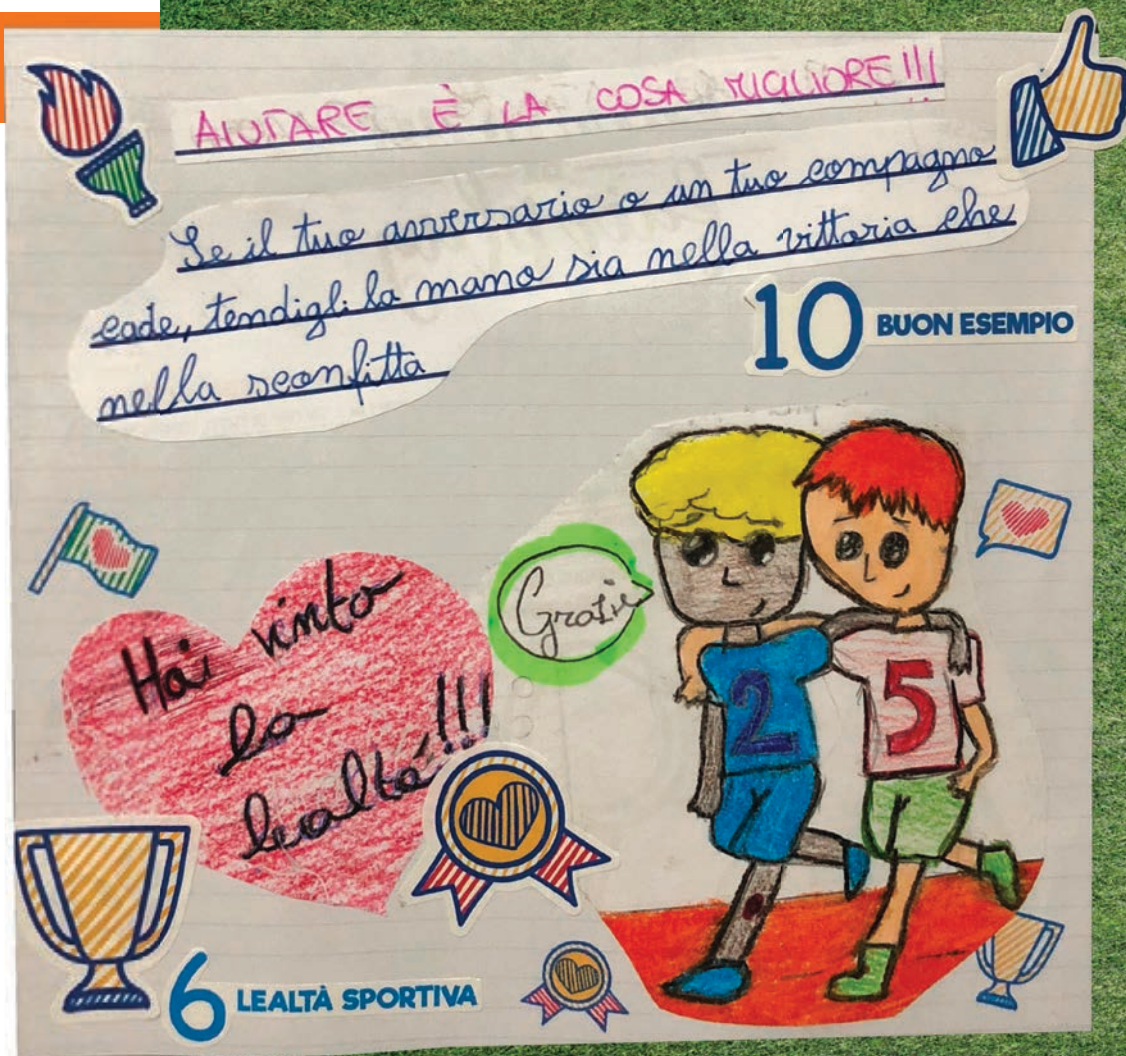 AIUTARE È LA COSA MIGLIORE!!!
Se il tuo avversario o un tuo compagno
cade, tendigli la mano sia nella vittoria che
nella sconfitta
10 BUON ESEMPIO
Grazie
2
5
Hai vinto
la
lealtà!!!
6 LEALTÀ SPORTIVA